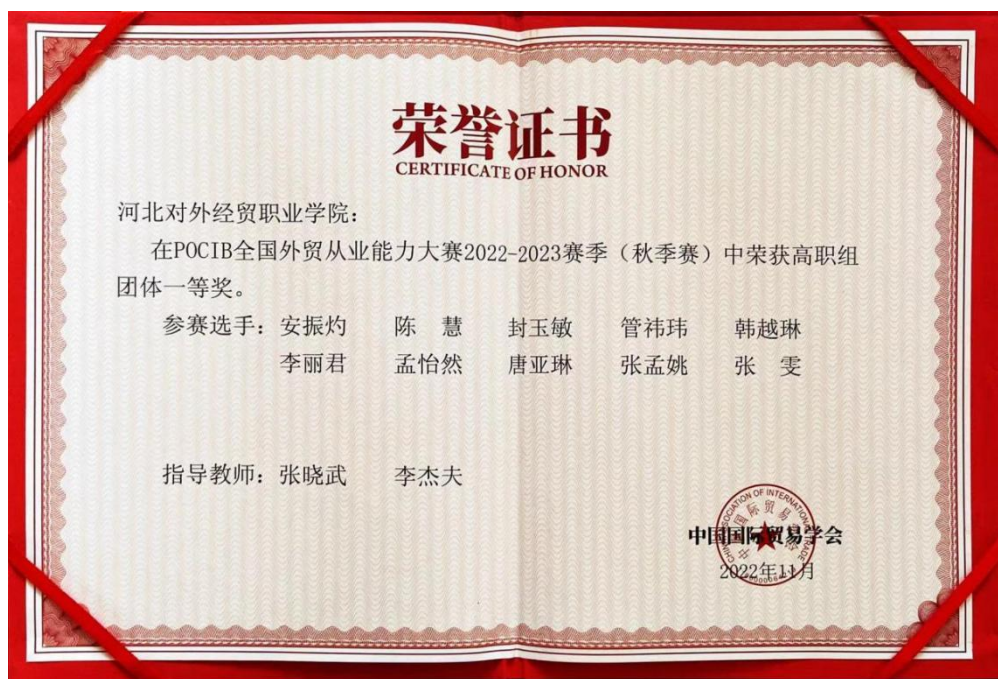 荣誉证书
CERTIFICATE OF HONOR
河北对外经贸职业学院：
在POCIB全国外贸从业能力大赛2022-2023赛季（秋季赛）中荣获高职组
团体一等奖。
参赛选手：安振灼 陈 慧 封玉敏 管祎玮 韩越琳
李丽君 孟怡然 唐亚琳 张孟姚 张 雯
指导教师：张晓武 李杰夫
中国国际贸易学会
2022年11月